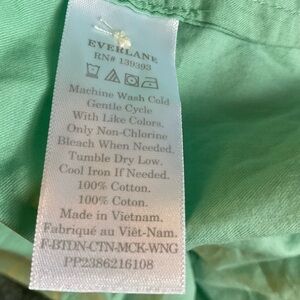 EVERLANE
RN# 139393
Machine Wash Cold
Gentle Cycle
With Like Colors.
Only Non-Chlorine
Bleach When Needed.
Tumble Dry Low.
Cool Iron If Needed.
100% Cotton.
100% Coton.
Made in Vietnam.
Fabriqué au Viêt-Nam.
F-BTDN-CTN-MCK-WNG
PP2386216108